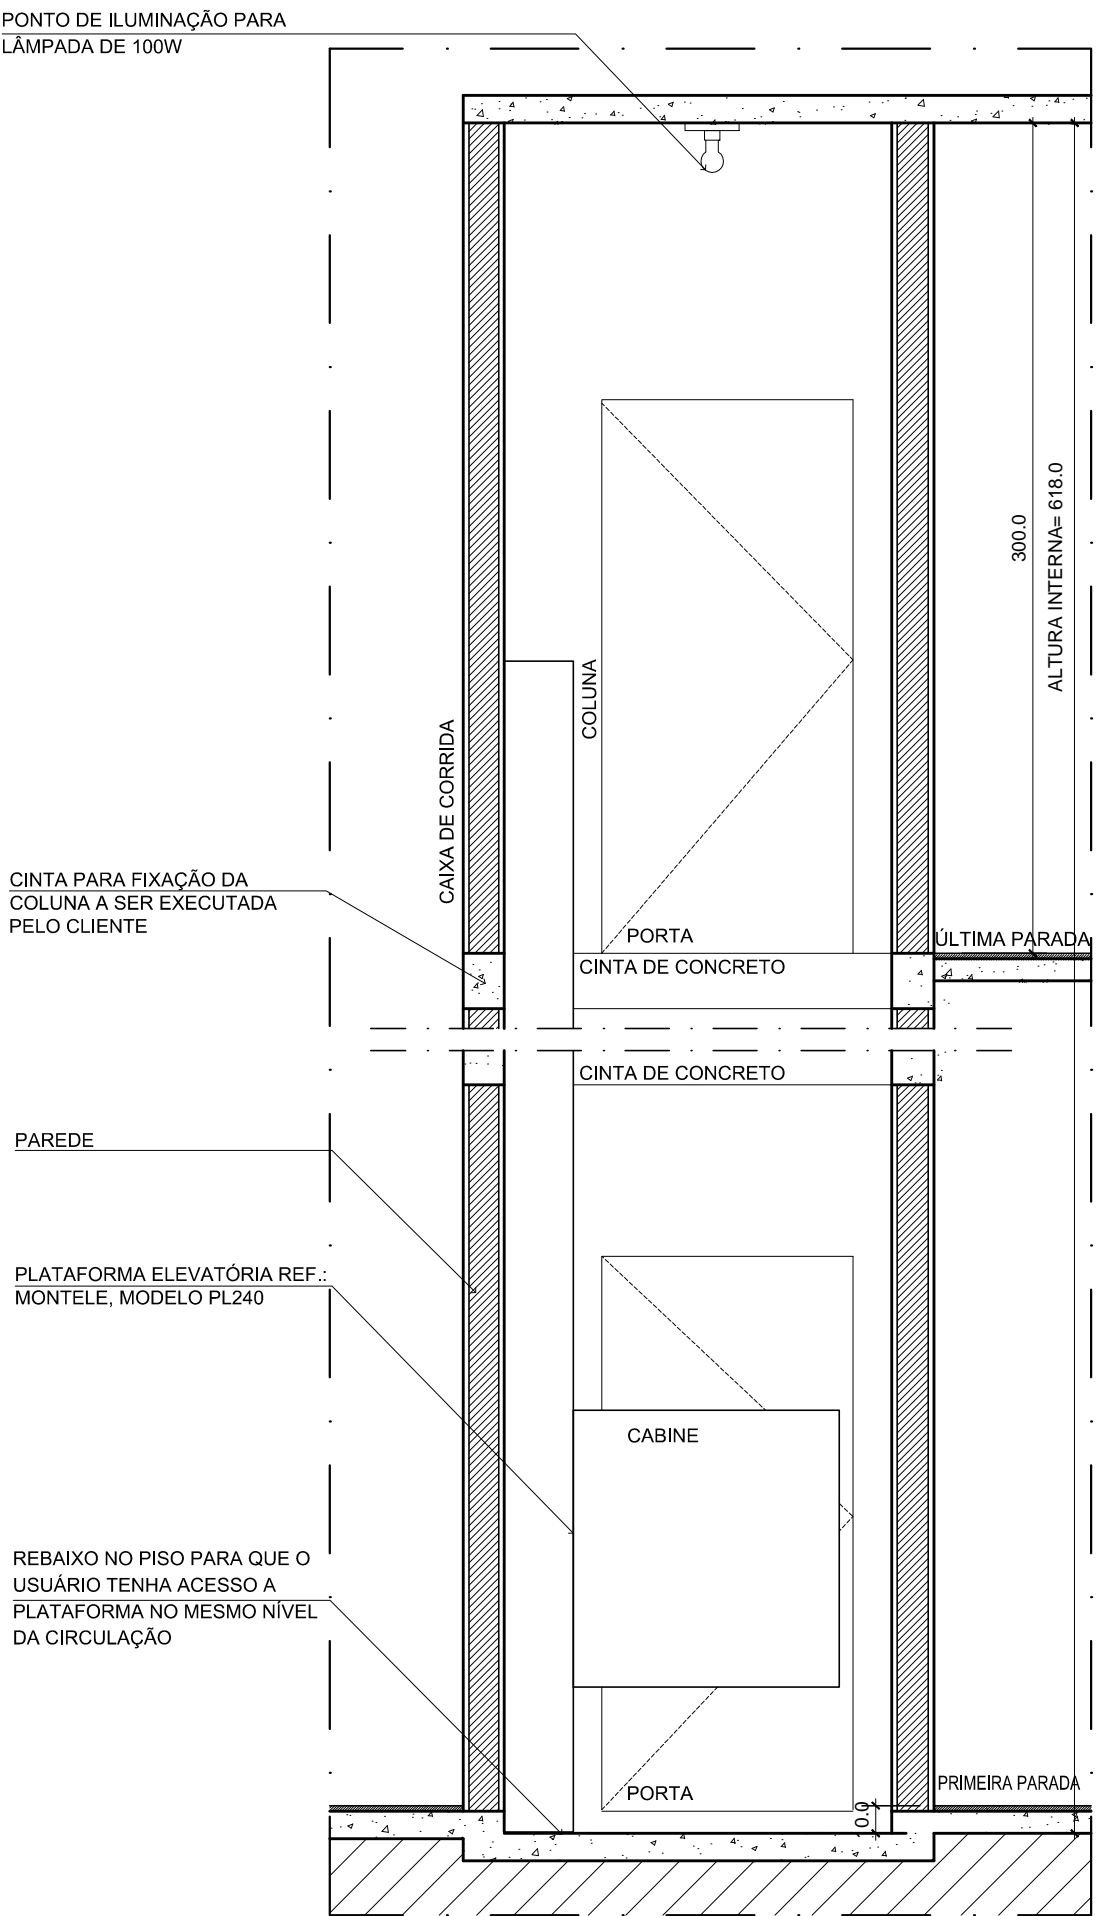 PONTO DE ILUMINAÇÃO PARA
LÂMPADA DE 100W
300.0
ALTURA INTERNA= 618.0
COLUNA
CAIXA DE CORRIDA
CINTA PARA FIXAÇÃO DA
COLUNA A SER EXECUTADA
PELO CLIENTE
PORTA
ÚLTIMA PARADA
CINTA DE CONCRETO
CINTA DE CONCRETO
PAREDE
PLATAFORMA ELEVATÓRIA REF.:
MONTELE, MODELO PL240
CABINE
REBAIXO NO PISO PARA QUE O
USUÁRIO TENHA ACESSO A
PLATAFORMA NO MESMO NÍVEL
DA CIRCULAÇÃO
PORTA
PRIMEIRA PARADA